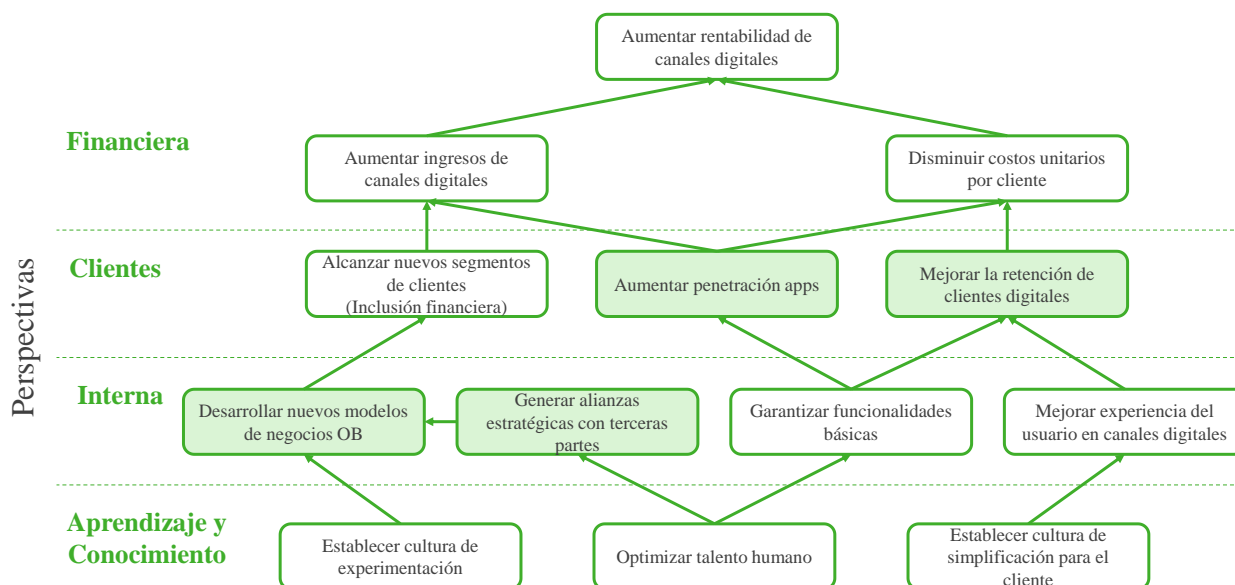 Aumentar rentabilidad de
canales digitales
Financiera
Aumentar ingresos de
canales digitales
Disminuir costos unitarios
por cliente
Perspectivas
Clientes
Alcanzar nuevos segmentos
de clientes
(Inclusión financiera)
Aumentar penetración apps
Mejorar la retención de
clientes digitales
Interna
Desarrollar nuevos modelos
de negocios OB
Generar alianzas
estratégicas con terceras
partes
Garantizar funcionalidades
básicas
Mejorar experiencia del
usuario en canales digitales
Aprendizaje y
Conocimiento
Establecer cultura de
experimentación
Optimizar talento humano
Establecer cultura de
simplificación para el
cliente